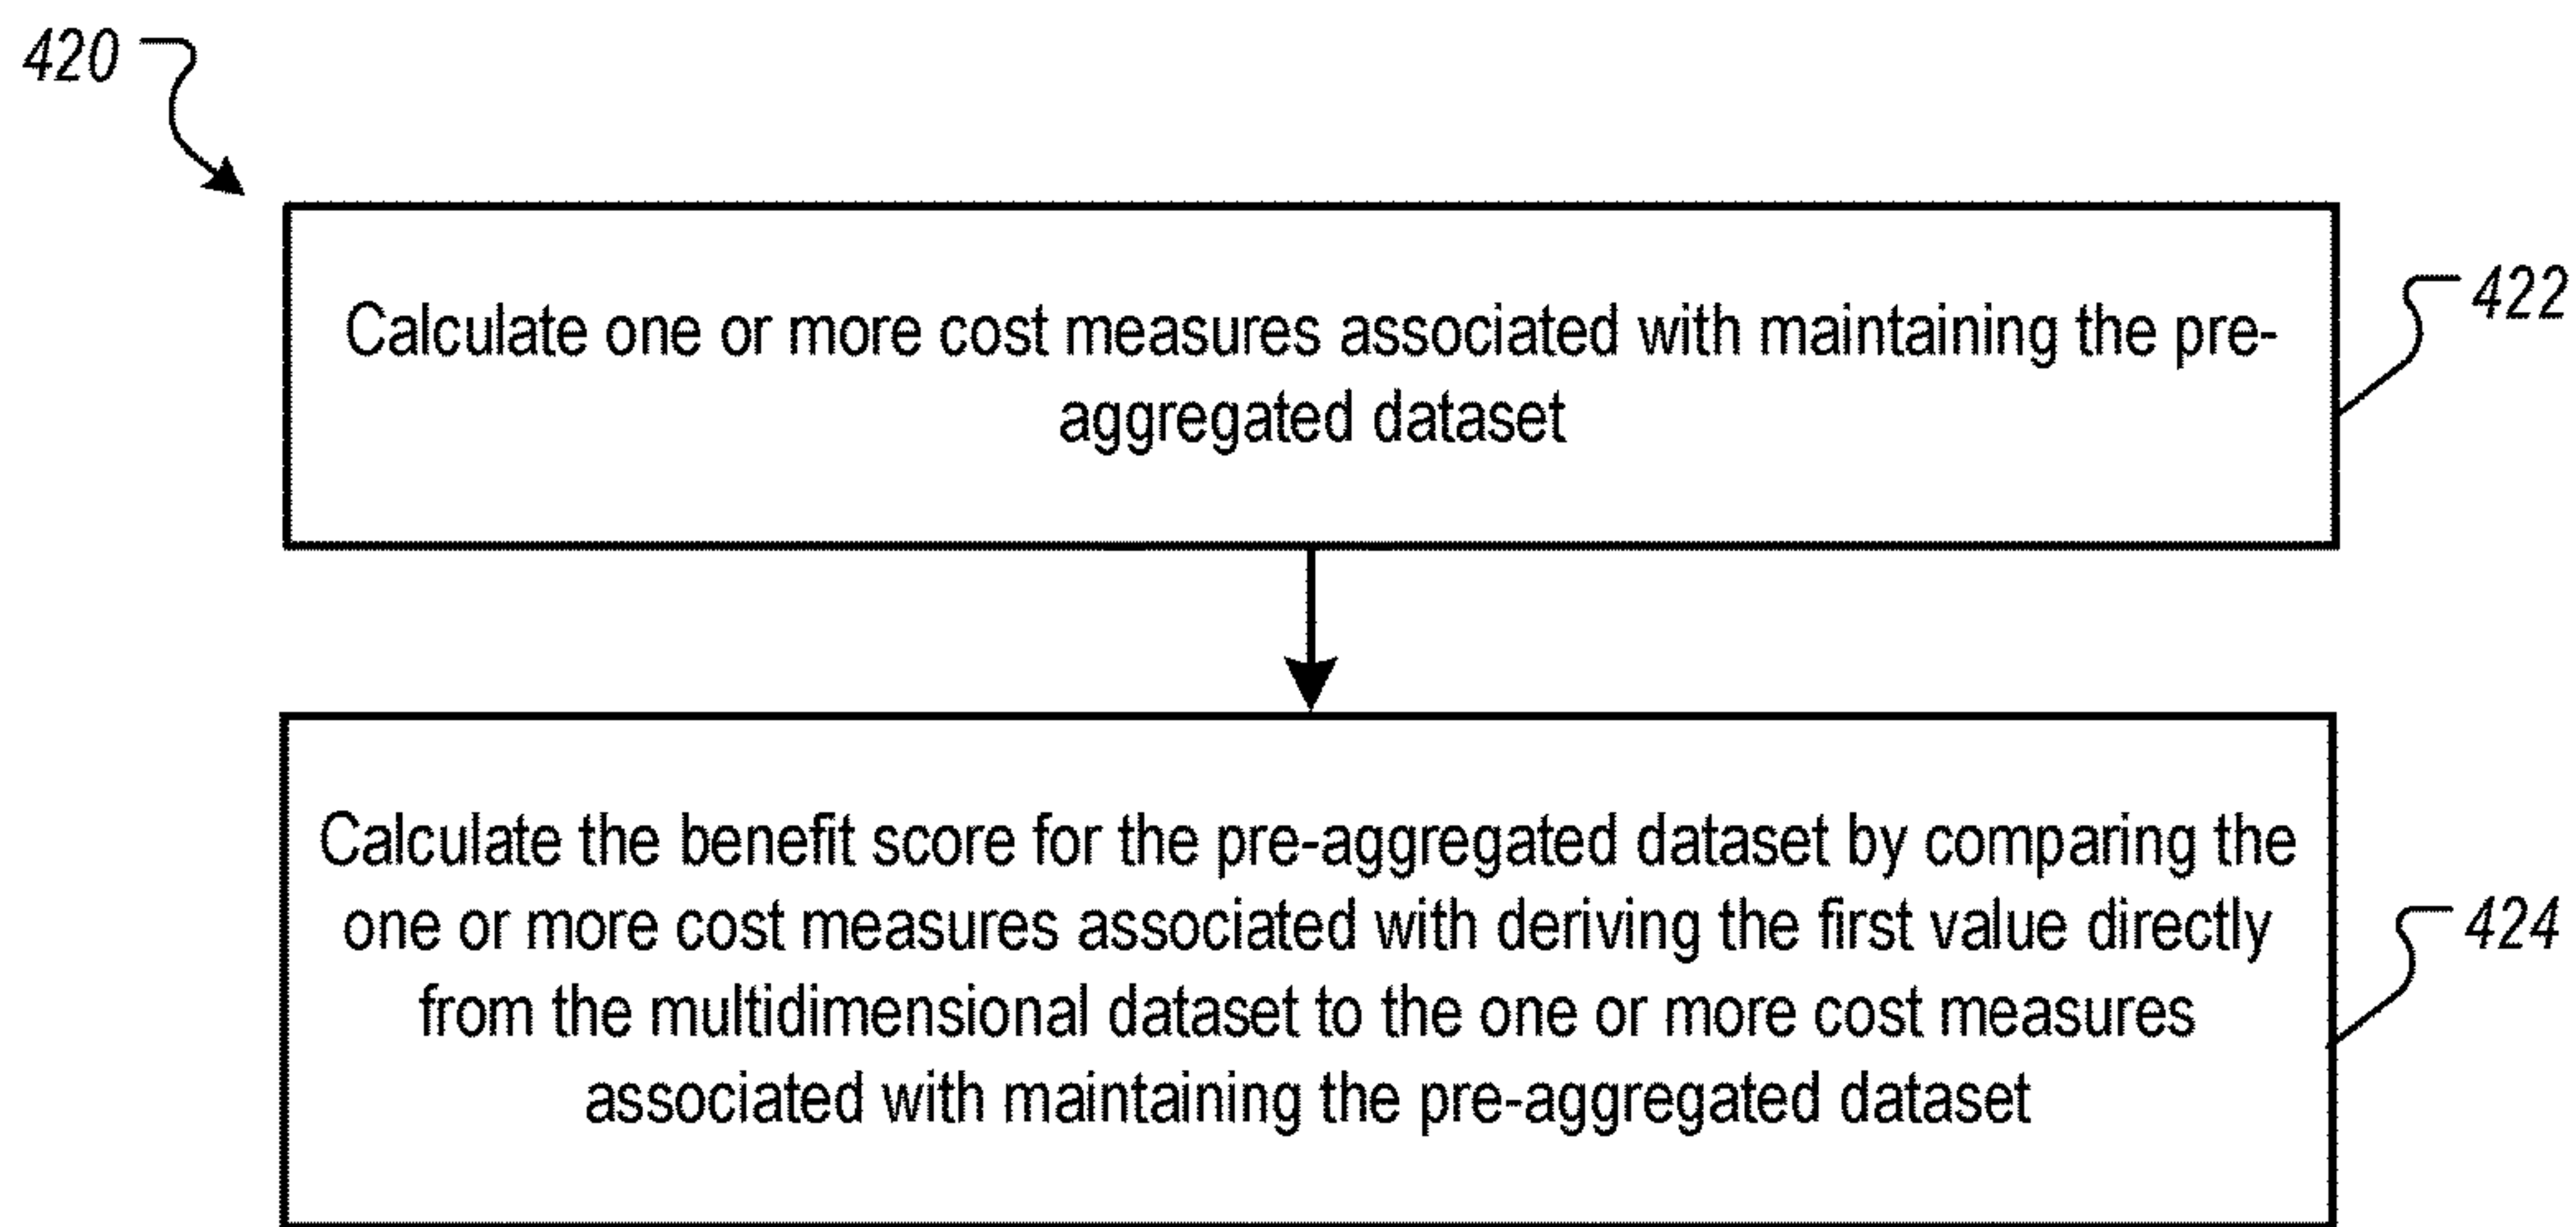 420
Calculate one or more cost measures associated with maintaining the pre-
aggregated dataset
422
Calculate the benefit score for the pre-aggregated dataset by comparing the
one or more cost measures associated with deriving the first value directly
from the multidimensional dataset to the one or more cost measures
associated with maintaining the pre-aggregated dataset
424